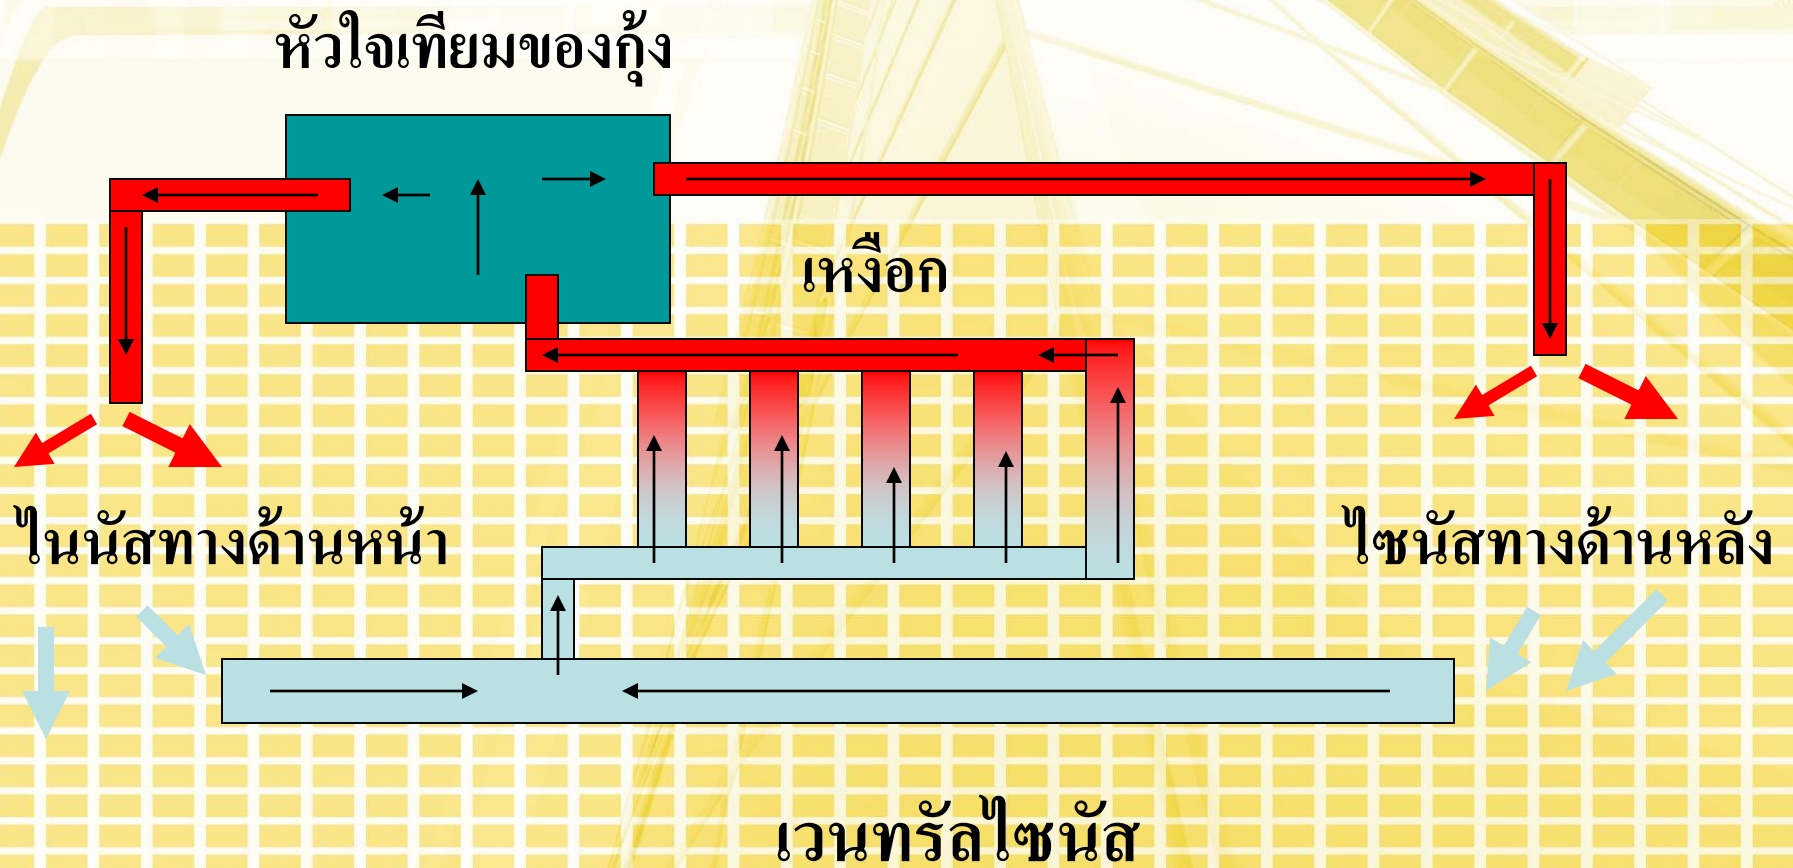 หัวใจเทียมของกุ้ง
เหงือก
ไนนัสทางด้านหน้า
ไซนัสทางด้านหลัง
เวนทรัลไซนัส